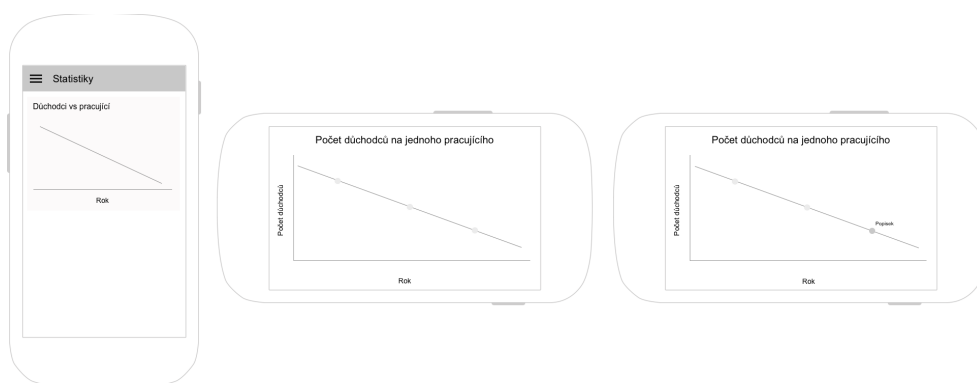 Statistiky
Důchodci vs pracující
Rok
Počet důchodců na jednoho pracujícího
Počet důchodců
Rok
Počet důchodců na jednoho pracujícího
Počet důchodců
Popisek
Rok